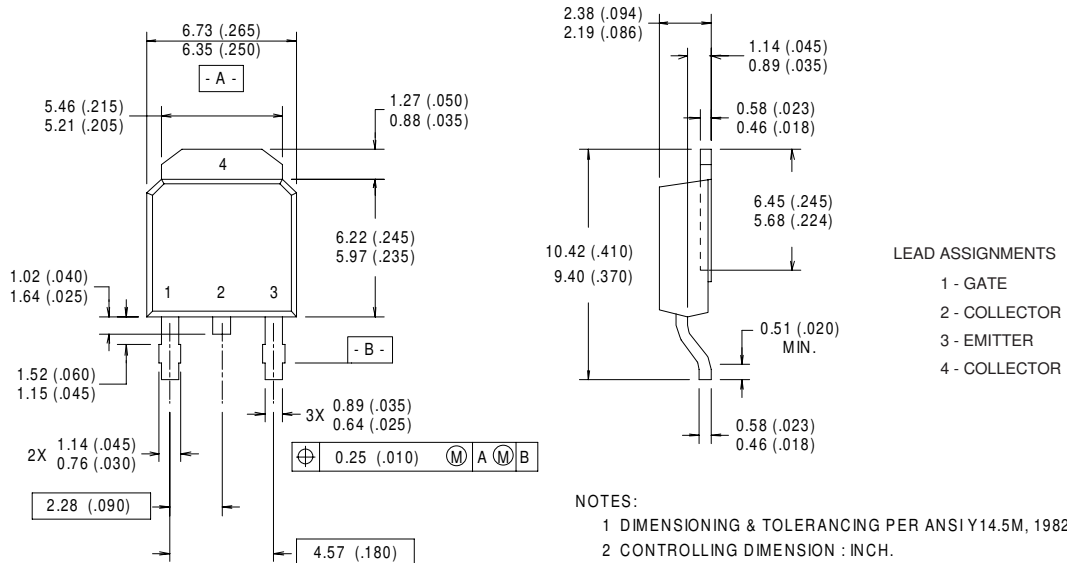 6.73 (.265)
6.35 (.250)
- A -
5.46 (.215)
5.21 (.205)
1.27 (.050)
0.88 (.035)
4
6.22 (.245)
5.97 (.235)
1.02 (.040)
1.64 (.025)
1 2 3
- B -
1.52 (.060)
1.15 (.045)
3X 0.89 (.035)
0.64 (.025)
2X 1.14 (.045)
0.76 (.030)
⌖ 0.25 (.010) Ⓜ A Ⓜ B
2.28 (.090)
4.57 (.180)
2.38 (.094)
2.19 (.086)
1.14 (.045)
0.89 (.035)
0.58 (.023)
0.46 (.018)
6.45 (.245)
5.68 (.224)
10.42 (.410)
9.40 (.370)
0.51 (.020)
MIN.
0.58 (.023)
0.46 (.018)
LEAD ASSIGNMENTS
1 - GATE
2 - COLLECTOR
3 - EMITTER
4 - COLLECTOR
NOTES:
1 DIMENSIONING & TOLERANCING PER ANSI Y14.5M, 1982
2 CONTROLLING DIMENSION : INCH.